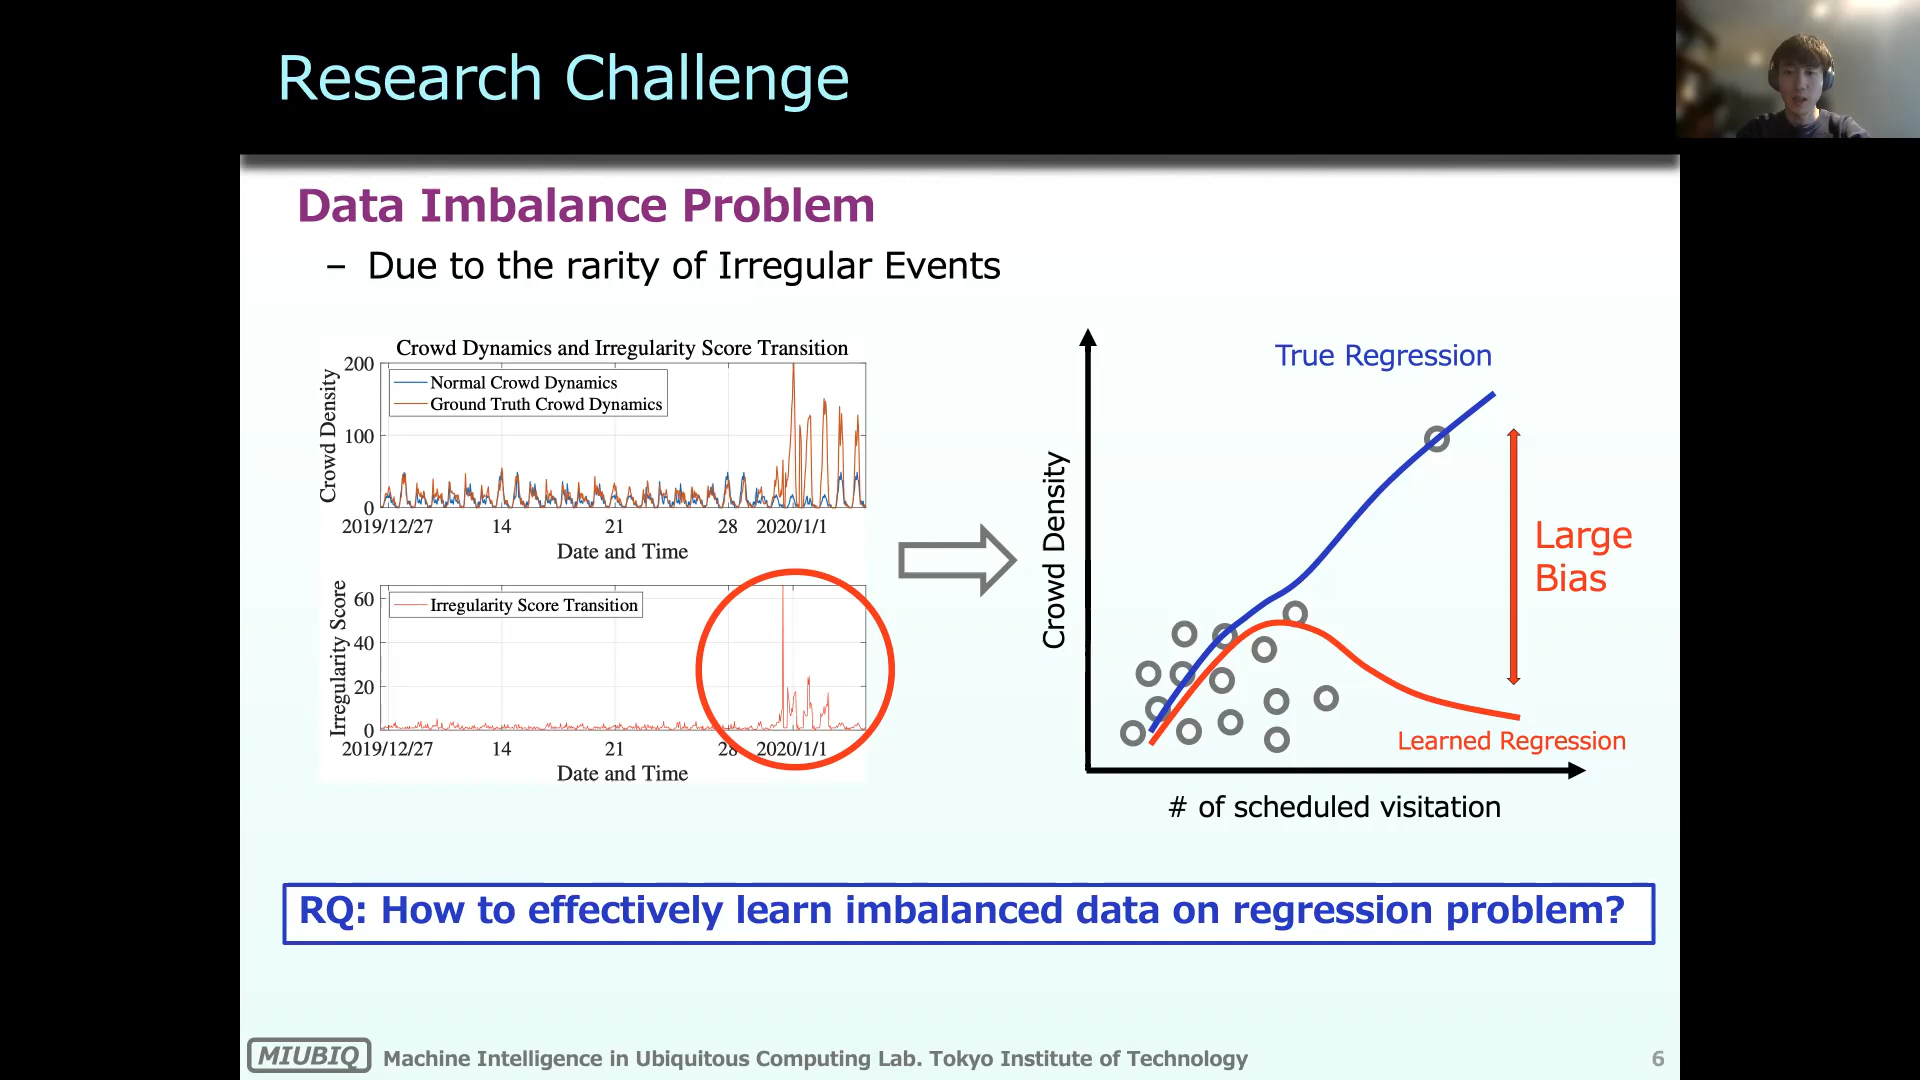 Research Challenge
Data Imbalance Problem
– Due to the rarity of Irregular Events
Crowd Dynamics and Irregularity Score Transition
200
100
0
Crowd Density
Normal Crowd Dynamics
Ground Truth Crowd Dynamics
2019/12/27 14 21 28 2020/1/1
Date and Time
60
40
20
0
Irregularity Score
Irregularity Score Transition
2019/12/27 14 21 28 2020/1/1
Date and Time
True Regression
Crowd Density
Large
Bias
Learned Regression
# of scheduled visitation
RQ: How to effectively learn imbalanced data on regression problem?
MIUBIQ Machine Intelligence in Ubiquitous Computing Lab. Tokyo Institute of Technology
6